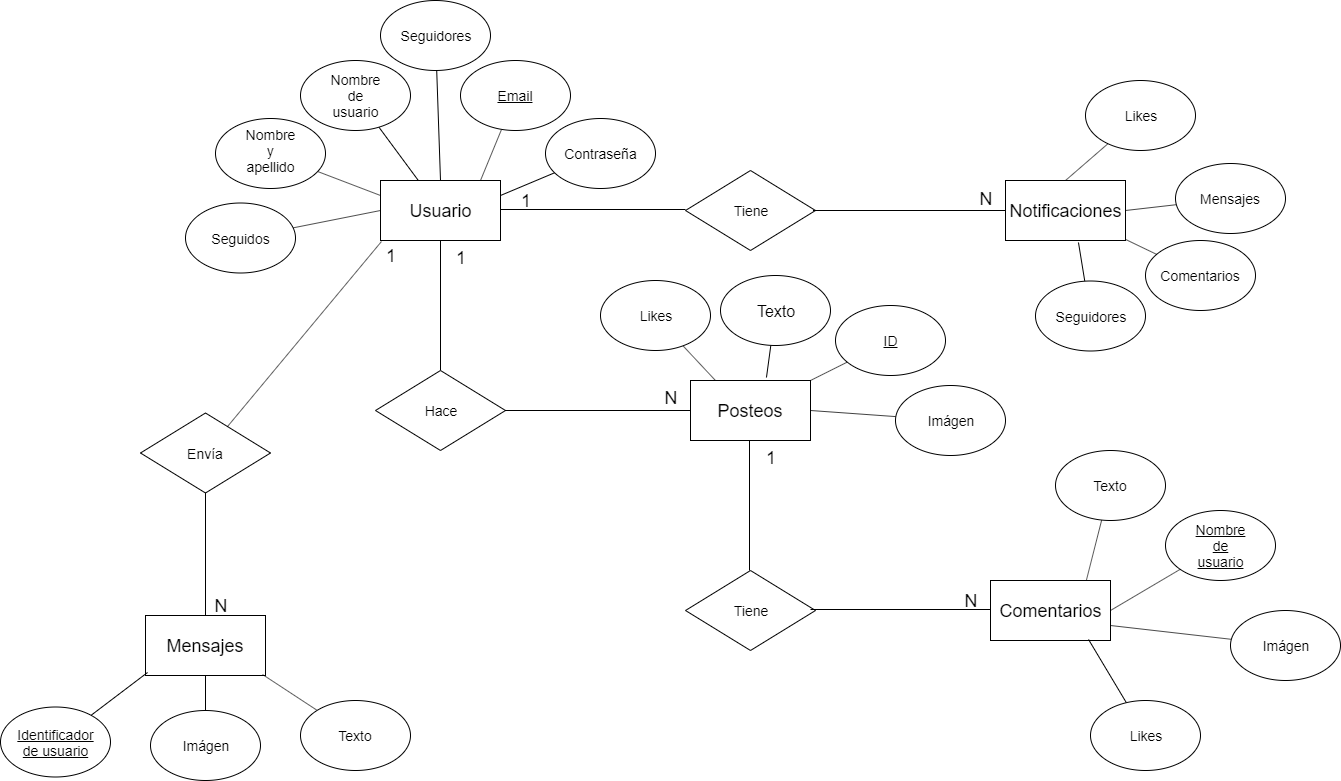 Seguidores
Nombre
de
usuario
Email
Nombre
y
apellido
Contraseña
Likes
Seguidos
Usuario
1
Tiene
N
Notificaciones
Mensajes
1
1
Comentarios
Seguidores
Likes
Texto
ID
Hace
N
Posteos
Imágen
1
Envía
Texto
Nombre
de
usuario
N
Mensajes
Tiene
N
Comentarios
Imágen
Identificador
de usuario
Imágen
Texto
Likes